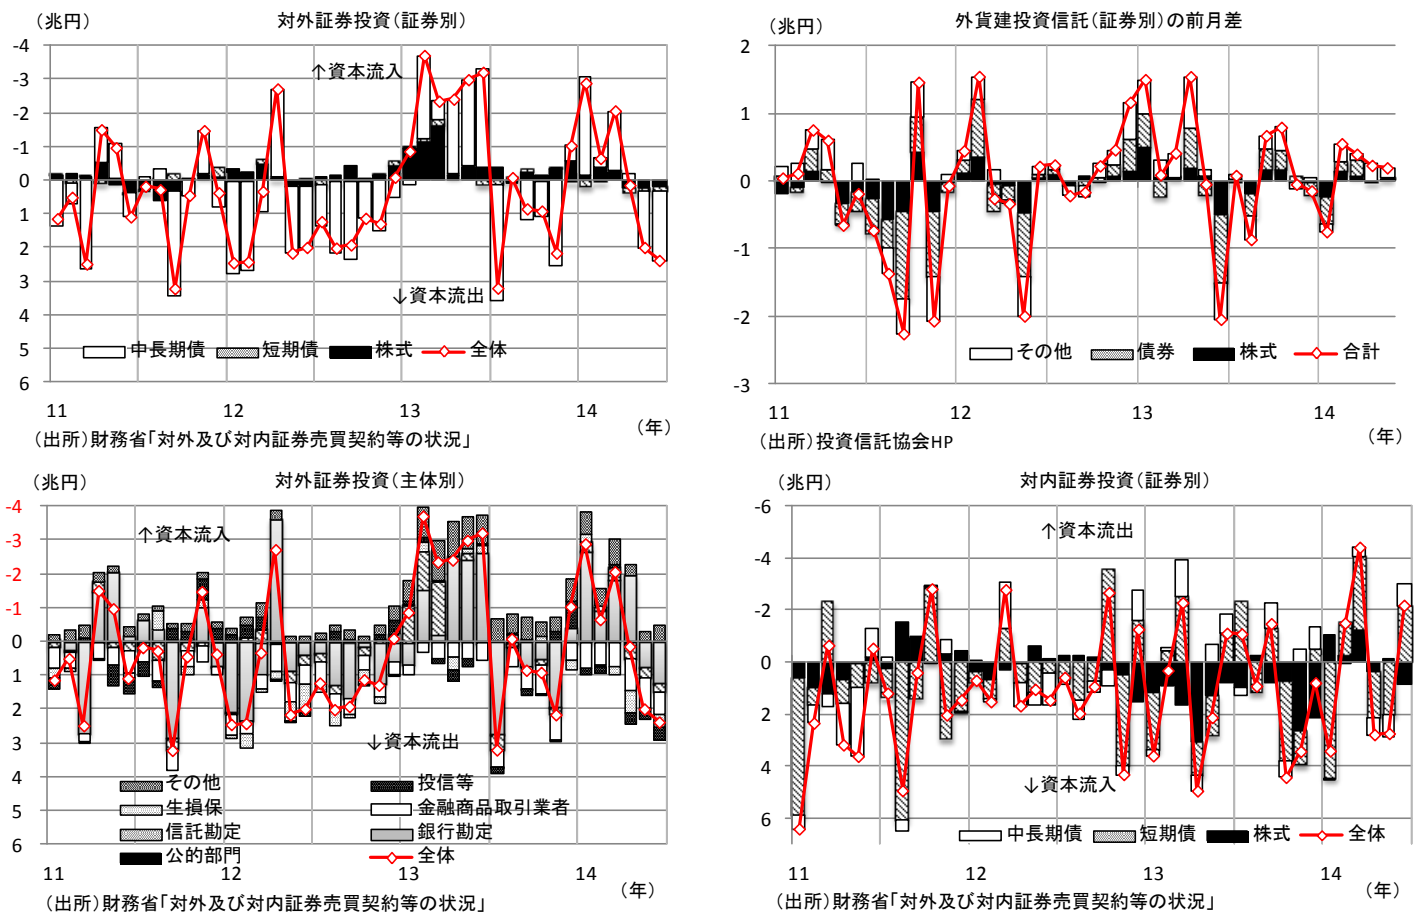 対外証券投資(証券別)
(兆円)
-4
-3
-2
-1
0
1
2
3
4
5
6
↑資本流入
↓資本流出
中長期債 短期債 株式 全体
11 12 13 14
(年)
(出所)財務省「対外及び対内証券売買契約等の状況」
外貨建投資信託(証券別)の前月差
(兆円)
2
1
0
-1
-2
-3
その他 債券 株式 合計
11 12 13 14
(年)
(出所)投資信託協会HP
対外証券投資(主体別)
(兆円)
-4
-3
-2
-1
0
1
2
3
4
5
6
↑資本流入
↓資本流出
その他 投信等
生損保 金融商品取引業者
信託勘定 銀行勘定
公的部門 全体
11 12 13 14
(年)
(出所)財務省「対外及び対内証券売買契約等の状況」
対内証券投資(証券別)
(兆円)
-6
-4
-2
0
2
4
6
↑資本流出
↓資本流入
中長期債 短期債 株式 全体
11 12 13 14
(年)
(出所)財務省「対外及び対内証券売買契約等の状況」